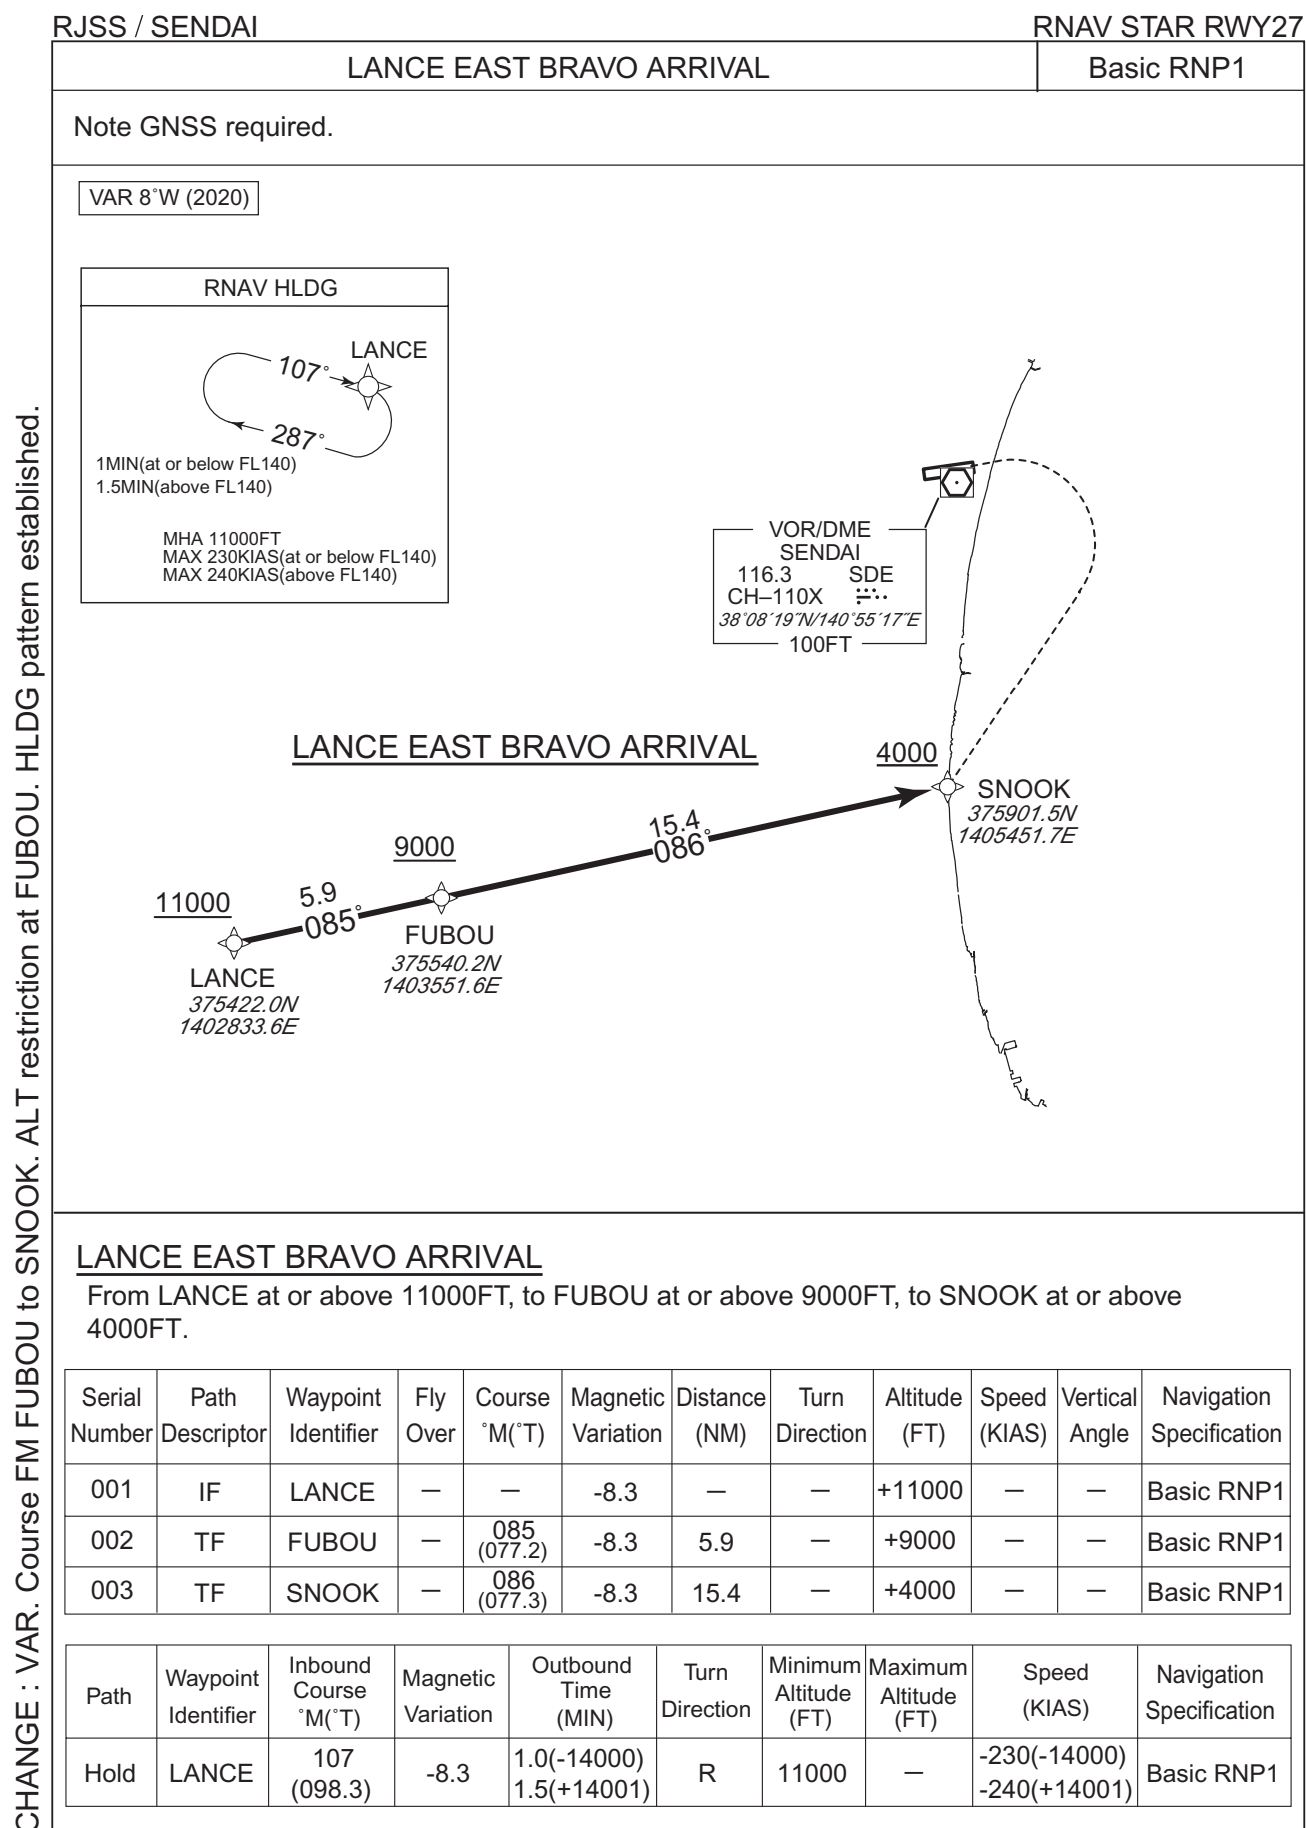 RJSS / SENDAI
RNAV STAR RWY27
LANCE EAST BRAVO ARRIVAL
Basic RNP1
Note GNSS required.
VAR 8˚W (2020)
RNAV HLDG
LANCE
107˚
287˚
1MIN(at or below FL140)
1.5MIN(above FL140)
MHA 11000FT
MAX 230KIAS(at or below FL140)
MAX 240KIAS(above FL140)
VOR/DME
SENDAI
116.3 SDE
CH–110X
38˚08´19˝N/140˚55´17˝E
100FT
LANCE EAST BRAVO ARRIVAL
4000
SNOOK
375901.5N
1405451.7E
15.4
086˚
9000
FUBOU
375540.2N
1403551.6E
5.9
085˚
11000
LANCE
375422.0N
1402833.6E
LANCE EAST BRAVO ARRIVAL
From LANCE at or above 11000FT, to FUBOU at or above 9000FT, to SNOOK at or above
4000FT.
Serial Number Path Descriptor Waypoint Identifier Fly Over Course ˚M(˚T) Magnetic Variation Distance (NM) Turn Direction Altitude (FT) Speed (KIAS) Vertical Angle Navigation Specification
001 IF LANCE — — -8.3 — — +11000 — — Basic RNP1
002 TF FUBOU — 085 (077.2) -8.3 5.9 — +9000 — — Basic RNP1
003 TF SNOOK — 086 (077.3) -8.3 15.4 — +4000 — — Basic RNP1
Path Waypoint Identifier Inbound Course ˚M(˚T) Magnetic Variation Outbound Time (MIN) Turn Direction Minimum Altitude (FT) Maximum Altitude (FT) Speed (KIAS) Navigation Specification
Hold LANCE 107 (098.3) -8.3 1.0(-14000) 1.5(+14001) R 11000 — -230(-14000) -240(+14001) Basic RNP1
CHANGE : VAR. Course FM FUBOU to SNOOK. ALT restriction at FUBOU. HLDG pattern established.